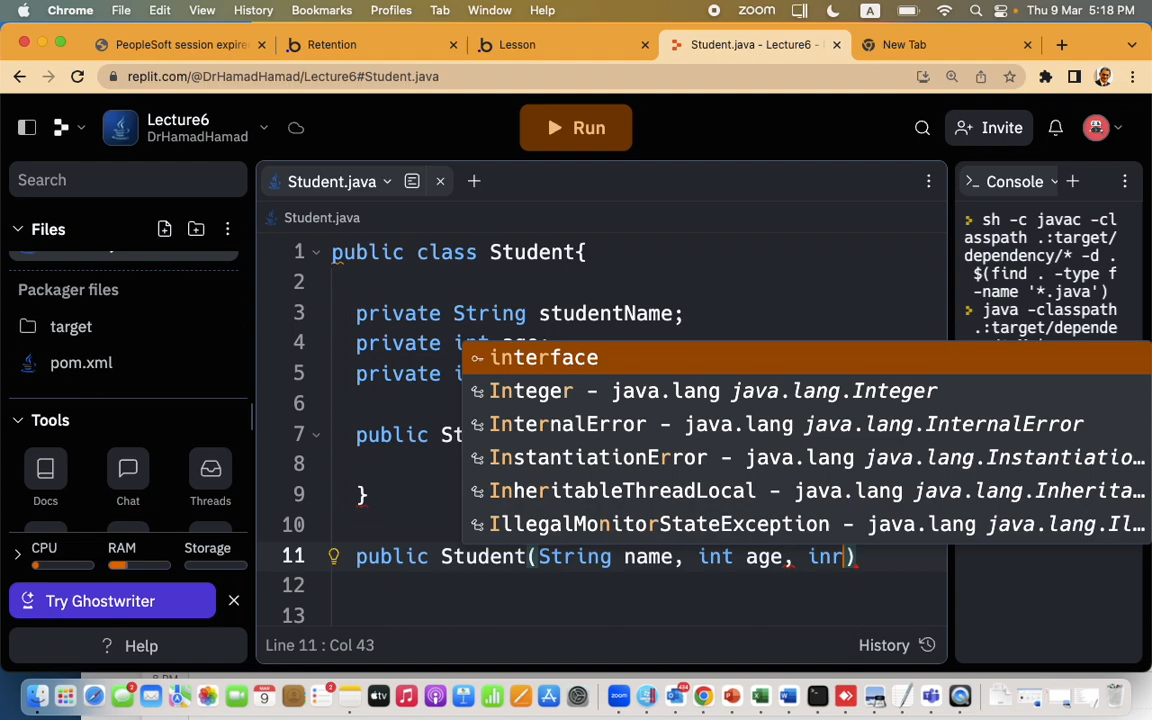 Chrome File Edit View History Bookmarks Profiles Tab Window Help zoom A Thu 9 Mar 5:18 PM
PeopleSoft session expire Retention Lesson Student.java - Lecture6 - New Tab
replit.com/@DrHamadHamad/Lecture6#Student.java
Lecture6
DrHamadHamad
Run
Invite
Search
Files
Packager files
target
pom.xml
Tools
Docs Chat Threads
CPU RAM Storage
Try Ghostwriter
? Help
Student.java
Student.java
1 public class Student{
2
3 private String studentName;
4 private int age;
5 private i
6
7 public St
8
9 }
10
11 public Student(String name, int age, inr)
12
13
interface
Integer - java.lang java.lang.Integer
InternalError - java.lang java.lang.InternalError
InstantiationError - java.lang java.lang.Instantiatio...
InheritableThreadLocal - java.lang java.lang.Inherita...
IllegalMonitorStateException - java.lang java.lang.Il...
Line 11 : Col 43 History
Console
sh -c javac -cl
asspath .:target/
dependency/* -d .
$(find . -type f
-name '*.java')
java -classpath
.:target/depende